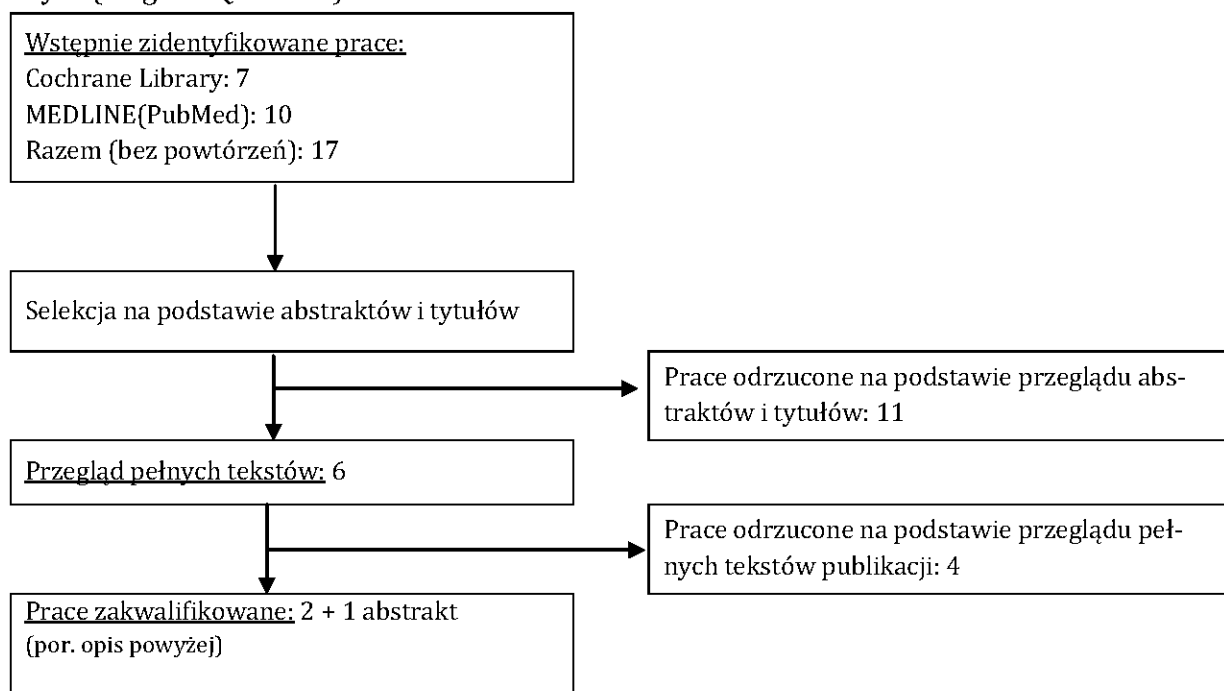 Wstępnie zidentyfikowane prace:
Cochrane Library: 7
MEDLINE(PubMed): 10
Razem (bez powtórzeń): 17
Selekcja na podstawie abstraktów i tytułów
Prace odrzucone na podstawie przeglądu abs-
traktów i tytułów: 11
Przegląd pełnych tekstów: 6
Prace odrzucone na podstawie przeglądu peł-
nych tekstów publikacji: 4
Prace zakwalifikowane: 2 + 1 abstrakt
(por. opis powyżej)